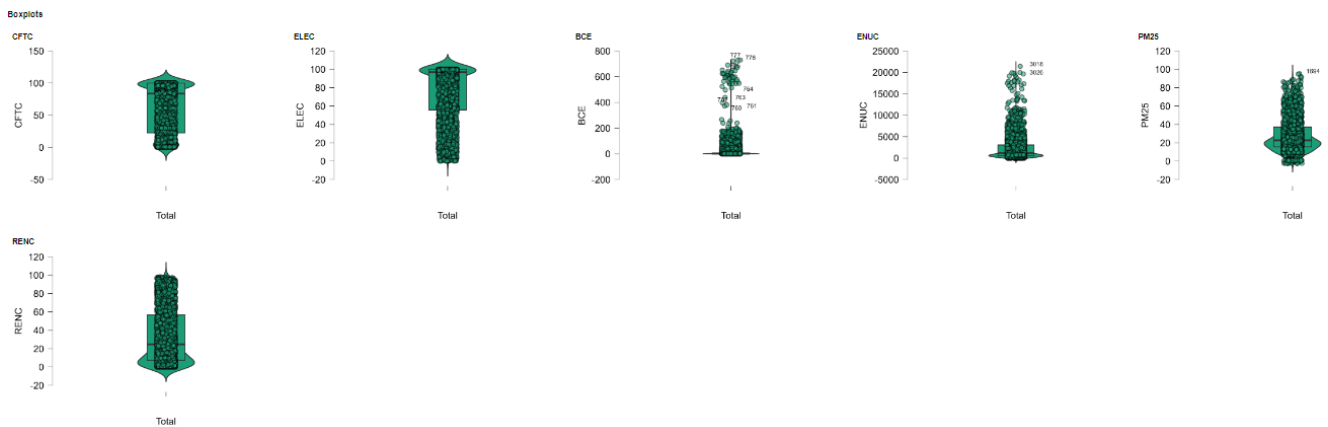 Boxplots
CFTC
150
100
50
0
-50
CFTC
Total
ELEC
120
100
80
60
40
20
0
-20
ELEC
Total
BCE
800
600
400
200
0
-200
BCE
777
778
764
763
760
761
Total
ENUC
25000
20000
15000
10000
5000
0
-5000
ENUC
3018
3020
Total
PM25
120
100
80
60
40
20
0
-20
PM25
1694
Total
RENC
120
100
80
60
40
20
0
-20
RENC
Total